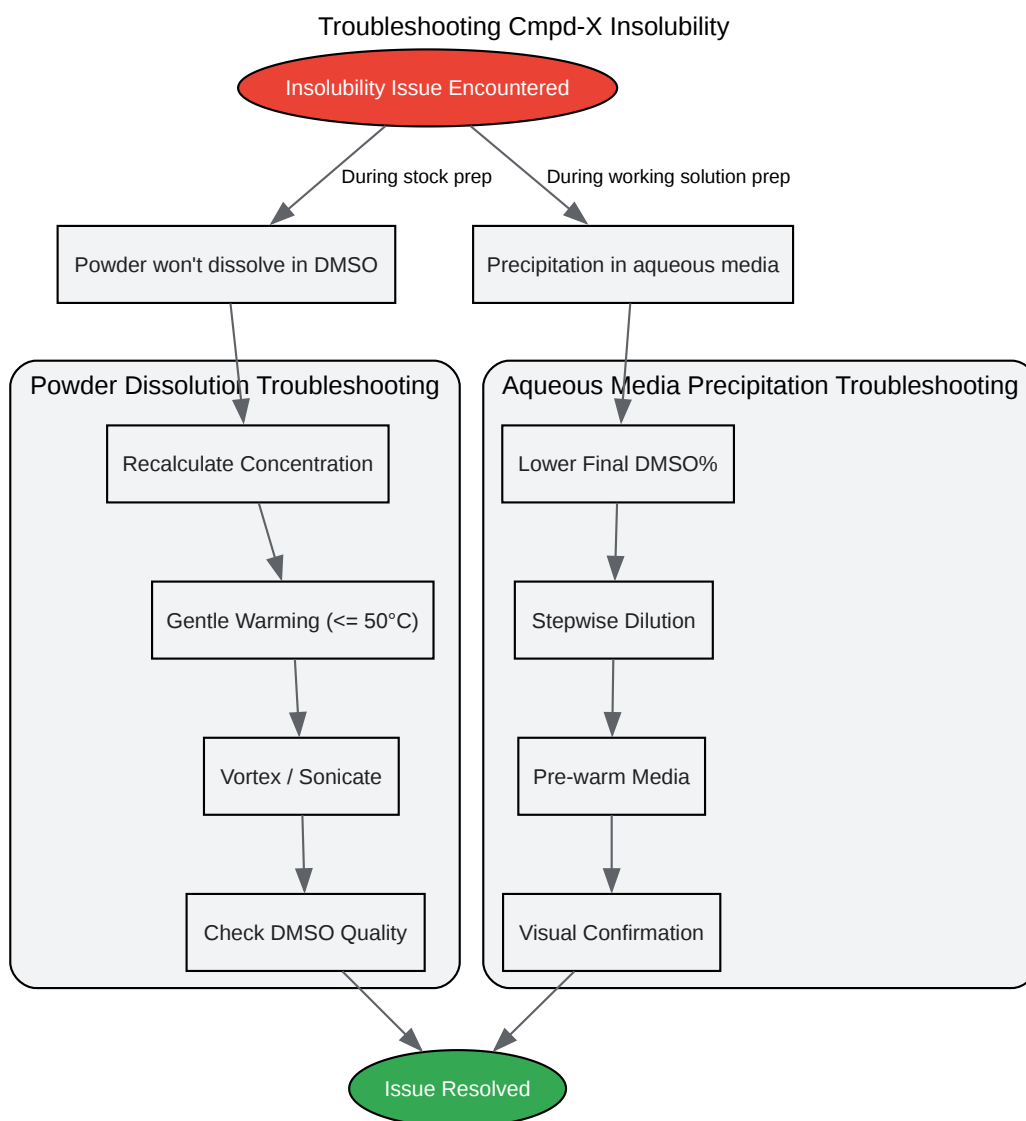 Troubleshooting Cmpd-X Insolubility
Insolubility Issue Encountered
During stock prep
During working solution prep
Powder won't dissolve in DMSO
Precipitation in aqueous media
Powder Dissolution Troubleshooting
Aqueous Media Precipitation Troubleshooting
Recalculate Concentration
Lower Final DMSO%
Gentle Warming (<= 50°C)
Stepwise Dilution
Vortex / Sonicate
Pre-warm Media
Check DMSO Quality
Visual Confirmation
Issue Resolved